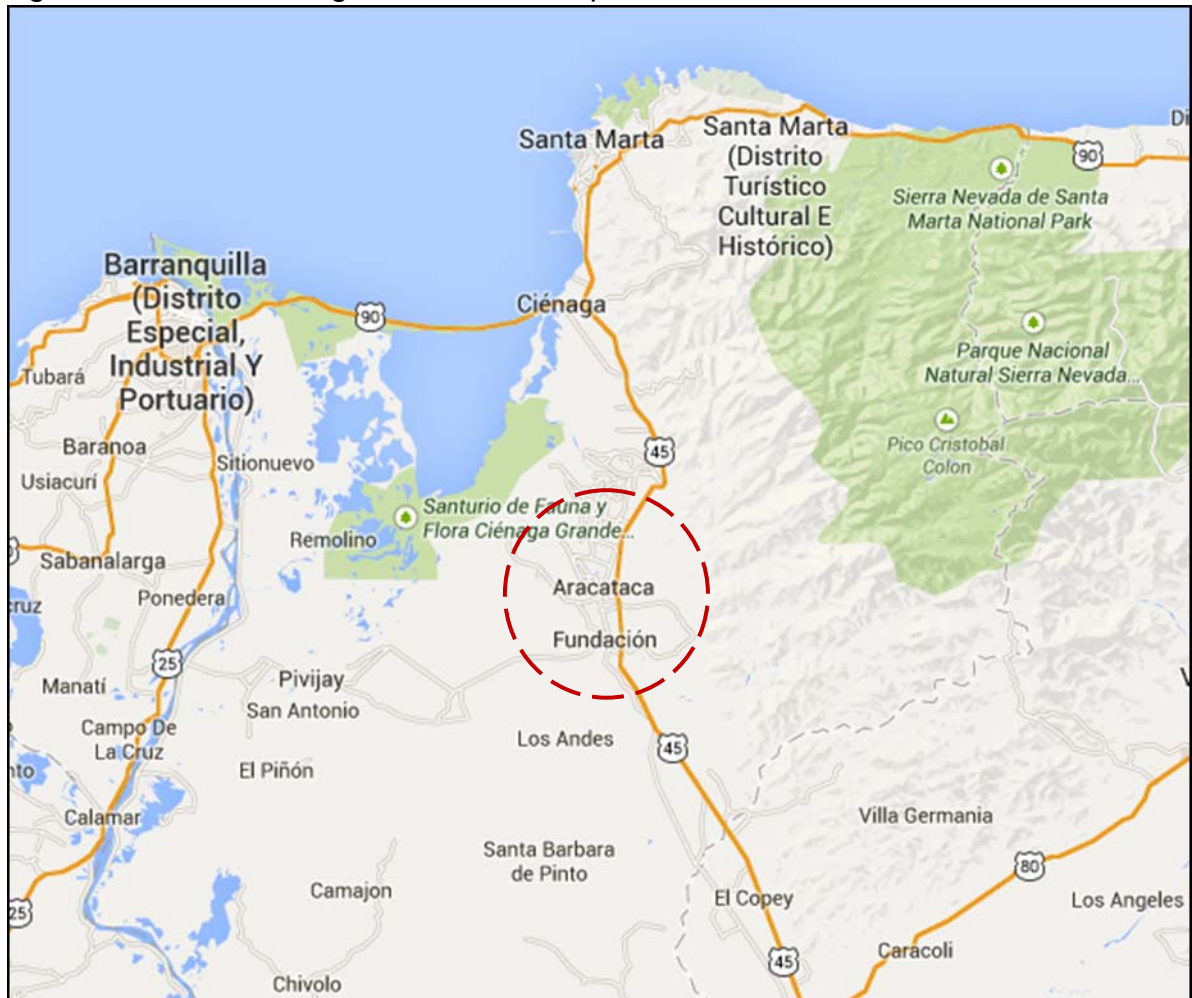 Santa Marta
Santa Marta
(Distrito
Turístico
Cultural E
Histórico)
90
Sierra Nevada de Santa
Marta National Park
Barranquilla
(Distrito
Especial,
Industrial Y
Portuario)
Ciénaga
90
Parque Nacional
Natural Sierra Nevada...
Tubará
Pico Cristobal
Colon
Baranoa
Usiacurí
Sitionuevo
45
Santurio de Fauna y
Flora Ciénaga Grande...
Remolino
Sabanalarga
Ponedera
Aracataca
cruz
Fundación
25
Manatí
Pivijay
San Antonio
Campo De
La Cruz
Los Andes
45
nto
El Piñón
Calamar
Villa Germania
Santa Barbara
de Pinto
80
Camajon
El Copey
Los Angeles
25
Caracoli
45
Chivolo